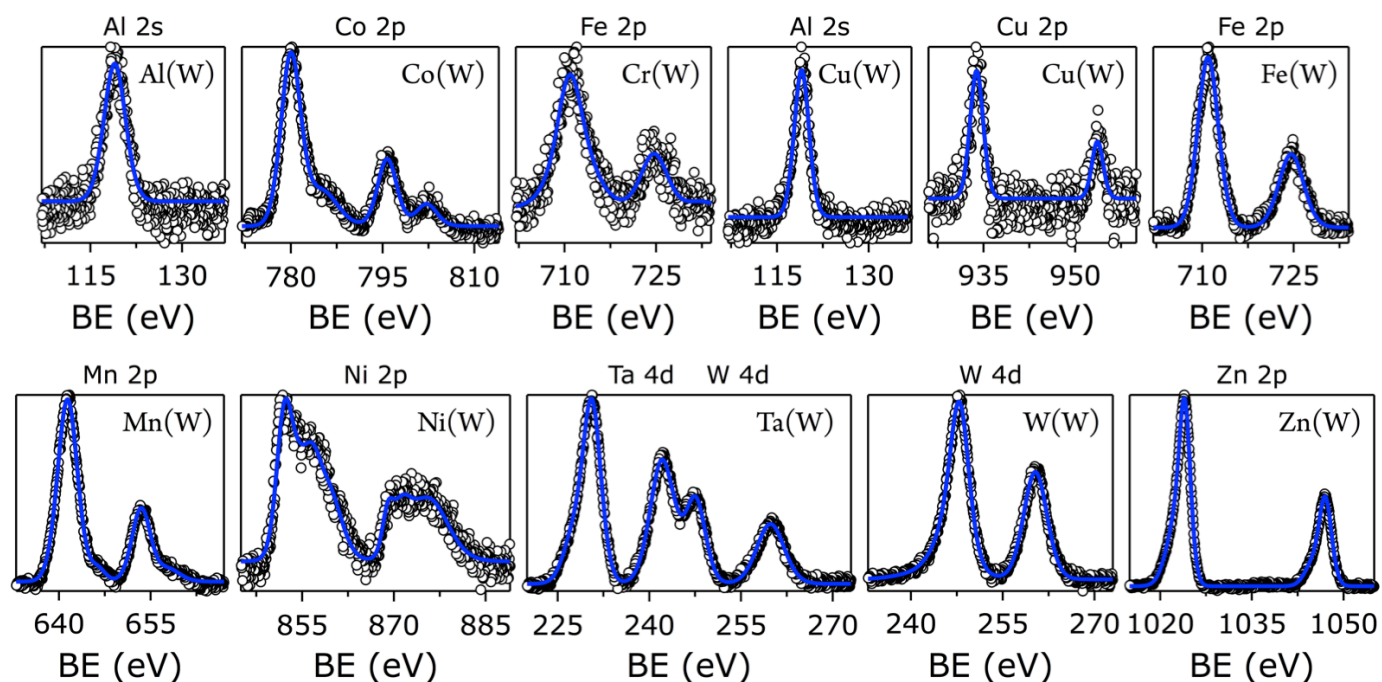 Al 2s Co 2p Fe 2p Al 2s Cu 2p Fe 2p
Al(W) Co(W) Cr(W) Cu(W) Cu(W) Fe(W)
115 130 780 795 810 710 725 115 130 935 950 710 725
BE (eV) BE (eV) BE (eV) BE (eV) BE (eV) BE (eV)
Mn 2p Ni 2p Ta 4d W 4d W 4d Zn 2p
Mn(W) Ni(W) Ta(W) W(W) Zn(W)
640 655 855 870 885 225 240 255 270 240 255 270 1020 1035 1050
BE (eV) BE (eV) BE (eV) BE (eV) BE (eV)